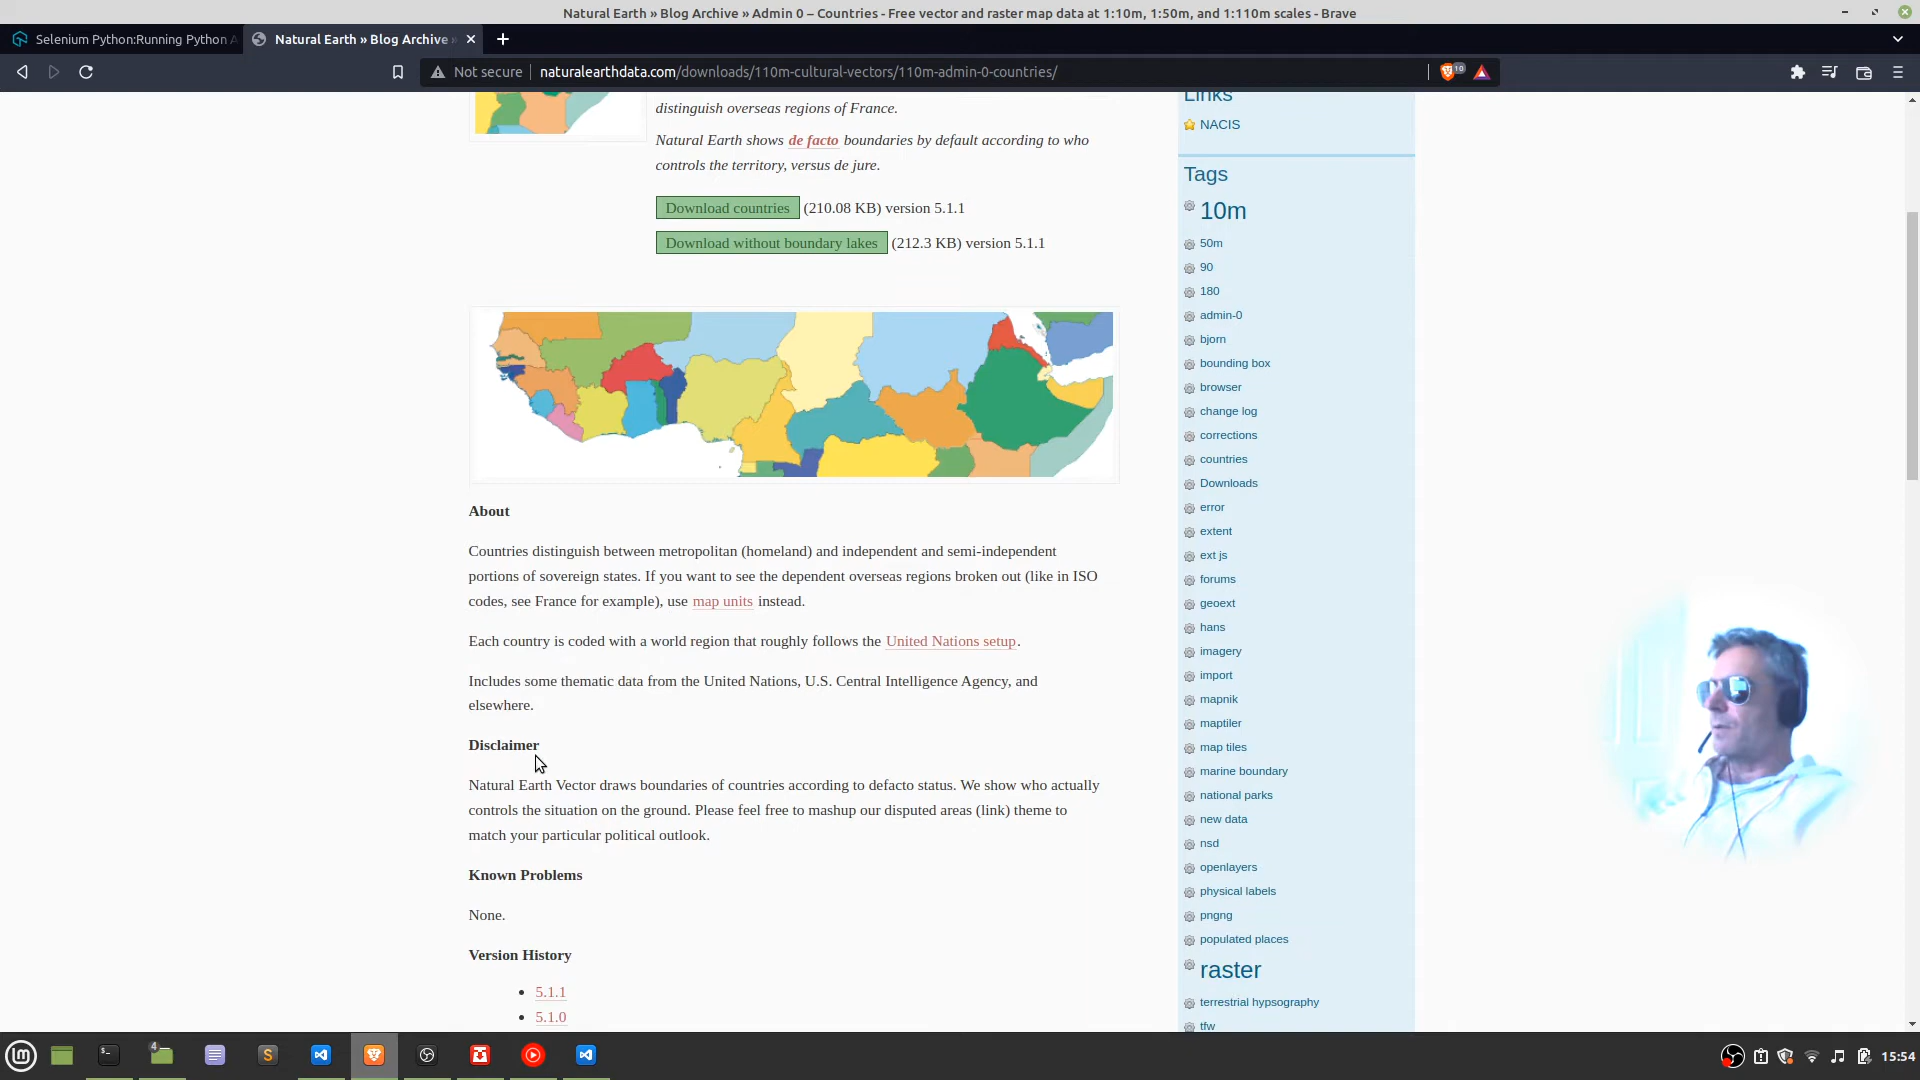 Natural Earth » Blog Archive » Admin 0 – Countries - Free vector and raster map data at 1:10m, 1:50m, and 1:110m scales - Brave
Selenium Python:Running Python A
Natural Earth » Blog Archive »
Not secure
naturalearthdata.com/downloads/110m-cultural-vectors/110m-admin-0-countries/
10
distinguish overseas regions of France.
Natural Earth shows de facto boundaries by default according to who
controls the territory, versus de jure.
Download countries (210.08 KB) version 5.1.1
Download without boundary lakes (212.3 KB) version 5.1.1
About
Countries distinguish between metropolitan (homeland) and independent and semi-independent
portions of sovereign states. If you want to see the dependent overseas regions broken out (like in ISO
codes, see France for example), use map units instead.
Each country is coded with a world region that roughly follows the United Nations setup.
Includes some thematic data from the United Nations, U.S. Central Intelligence Agency, and
elsewhere.
Disclaimer
Natural Earth Vector draws boundaries of countries according to defacto status. We show who actually
controls the situation on the ground. Please feel free to mashup our disputed areas (link) theme to
match your particular political outlook.
Known Problems
None.
Version History
5.1.1
5.1.0
Links
NACIS
Tags
10m
50m
90
180
admin-0
bjorn
bounding box
browser
change log
corrections
countries
Downloads
error
extent
ext js
forums
geoext
hans
imagery
import
mapnik
maptiler
map tiles
marine boundary
national parks
new data
nsd
openlayers
physical labels
pngng
populated places
raster
terrestrial hypsography
tfw
4
15:54